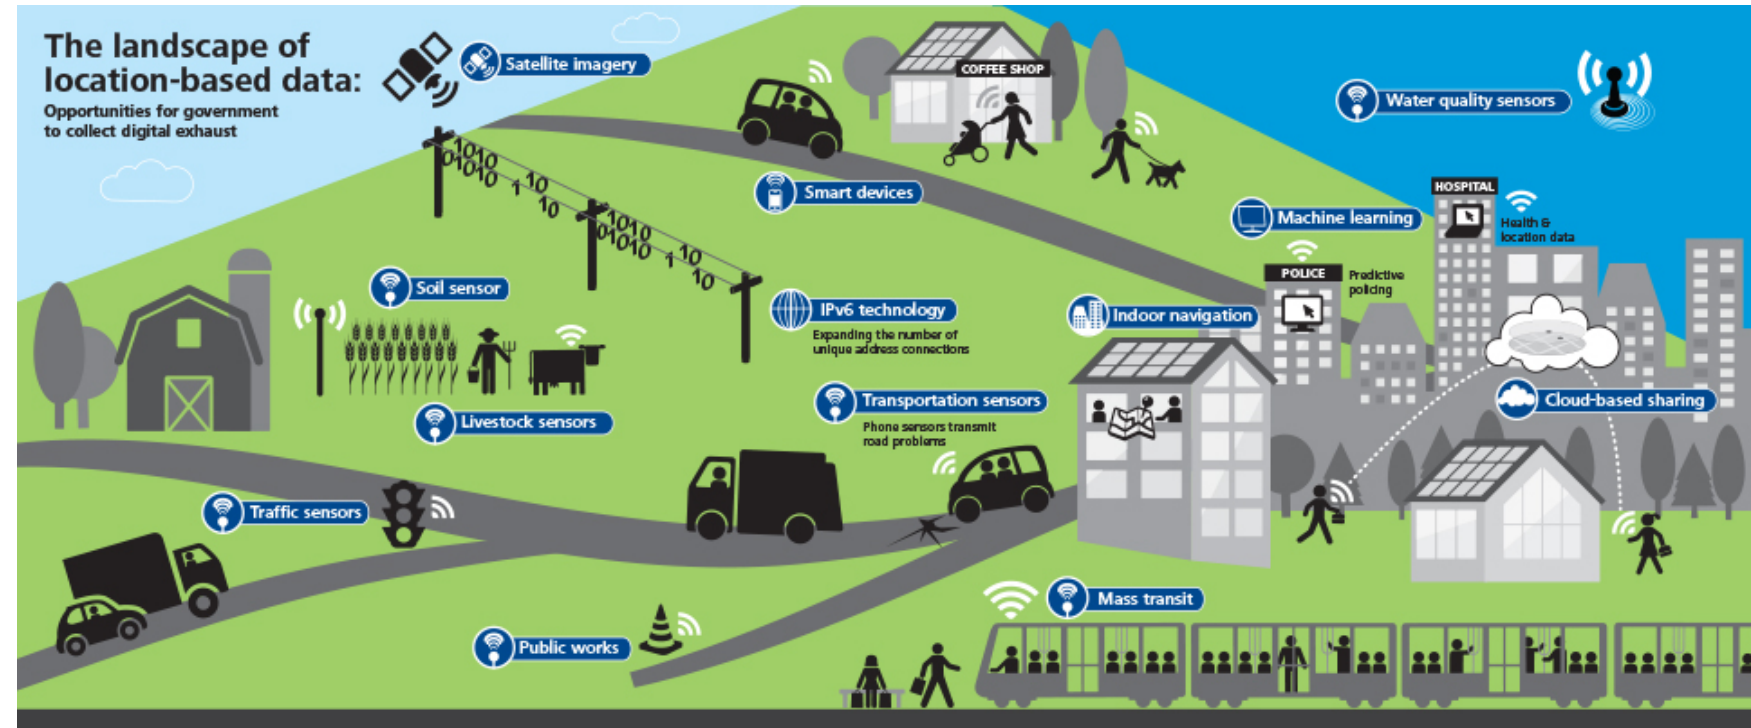 The landscape of
location-based data:
Opportunities for government
to collect digital exhaust
Satellite imagery
COFFEE SHOP
Water quality sensors
1010
01010 1 10
10
1010
01010 1 10
10
Smart devices
HOSPITAL
Health &
location data
Machine learning
POLICE
Predictive
policing
Soil sensor
IPv6 technology
Expanding the number of
unique address connections
Indoor navigation
Livestock sensors
Transportation sensors
Phone sensors transmit
road problems
Cloud-based sharing
Traffic sensors
Mass transit
Public works